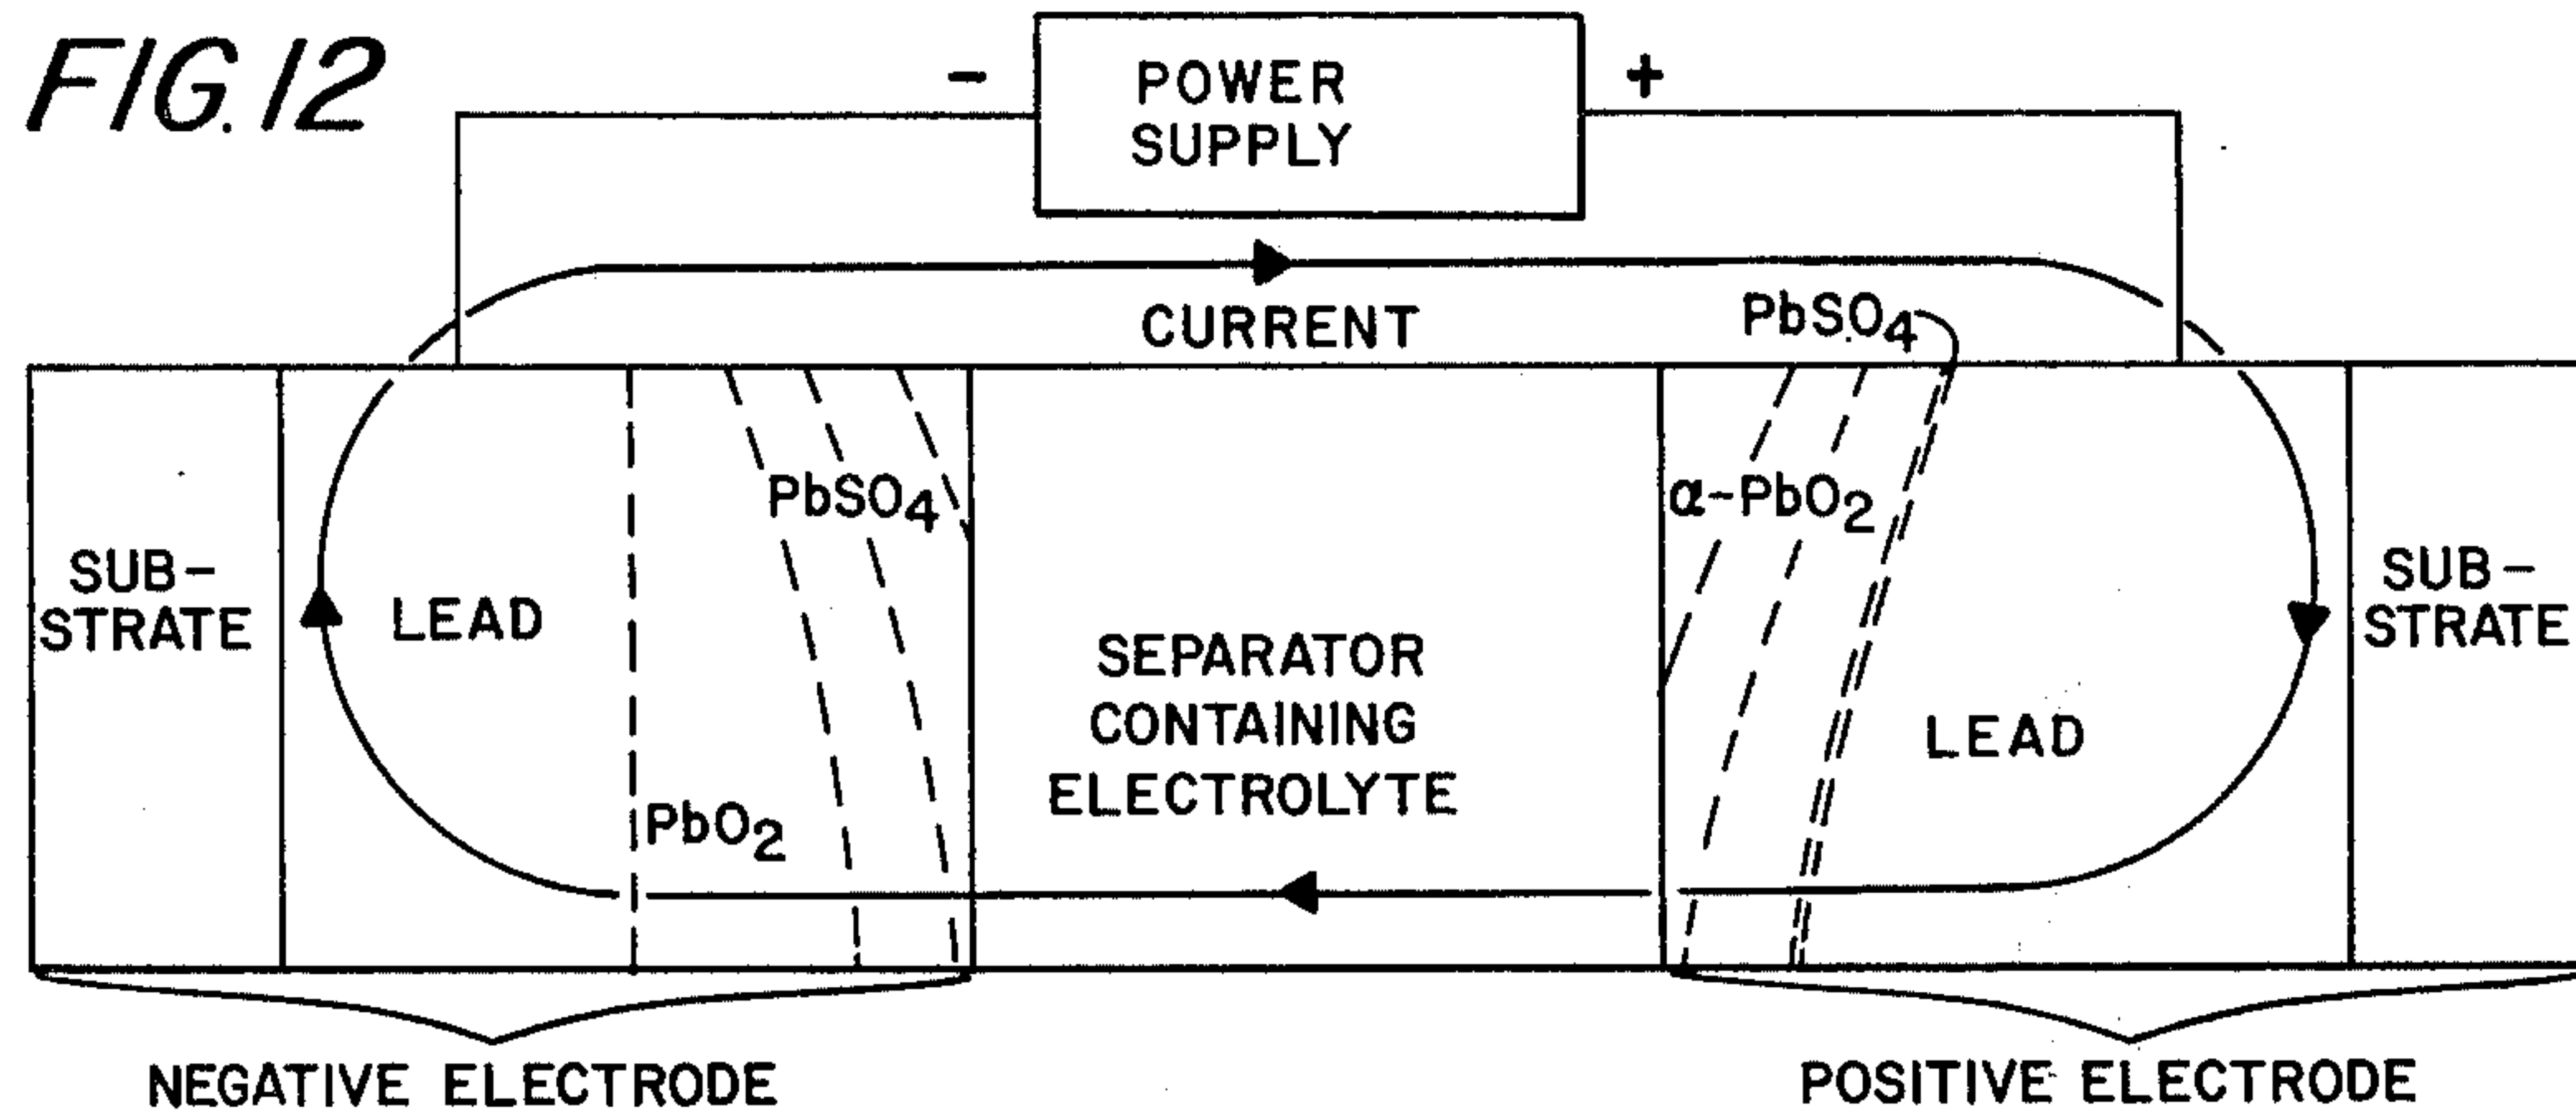 FIG. 12
-
POWER
SUPPLY
+
CURRENT
PbSO4
PbSO4
α-PbO2
SUB-
STRATE
LEAD
SEPARATOR
CONTAINING
ELECTROLYTE
PbO2
LEAD
SUB-
STRATE
NEGATIVE ELECTRODE
POSITIVE ELECTRODE